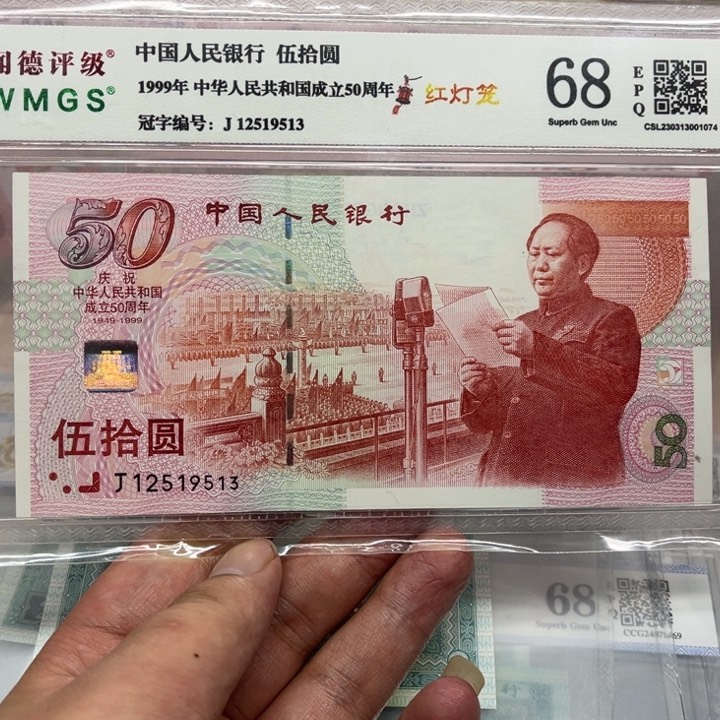 闻德评级®
WMGS®
中国人民银行 伍拾圆
1999年 中华人民共和国成立50周年 红灯笼
冠字编号: J 12519513
68
EPQ
Superb Gem Unc
CSL230313001074
50
中国人民银行
5050505050
庆祝
中华人民共和国
成立50周年
1949-1999
伍拾圆
J12519513
50
68
Superb Gem Unc